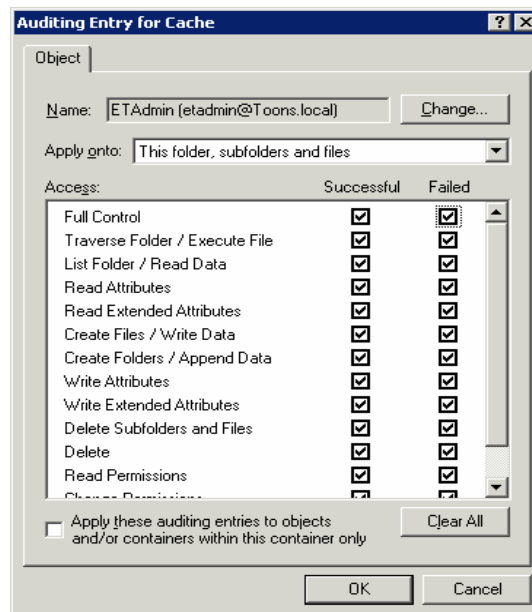 Auditing Entry for Cache
Object
Name: ETAdmin (etadmin@Toons.local) Change...
Apply onto: This folder, subfolders and files
Access: Successful Failed
Full Control
Traverse Folder / Execute File
List Folder / Read Data
Read Attributes
Read Extended Attributes
Create Files / Write Data
Create Folders / Append Data
Write Attributes
Write Extended Attributes
Delete Subfolders and Files
Delete
Read Permissions
Change Permissions
Apply these auditing entries to objects Clear All
and/or containers within this container only
OK Cancel